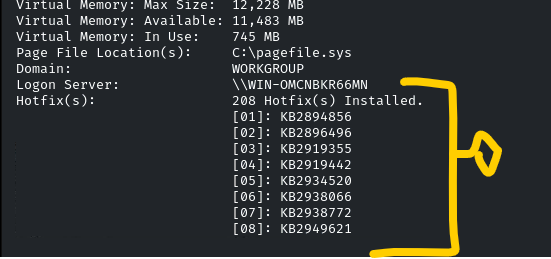 Virtual Memory: Max Size:  12,228 MB
Virtual Memory: Available: 11,483 MB
Virtual Memory: In Use:    745 MB
Page File Location(s):     C:\pagefile.sys
Domain:                    WORKGROUP
Logon Server:              \\WIN-OMCNBKR66MN
Hotfix(s):                 208 Hotfix(s) Installed.
                           [01]: KB2894856
                           [02]: KB2896496
                           [03]: KB2919355
                           [04]: KB2919442
                           [05]: KB2934520
                           [06]: KB2938066
                           [07]: KB2938772
                           [08]: KB2949621